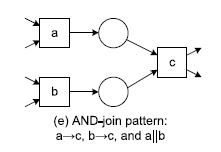 a
c
b
(e) AND-join pattern:
a→c, b→c, and a||b